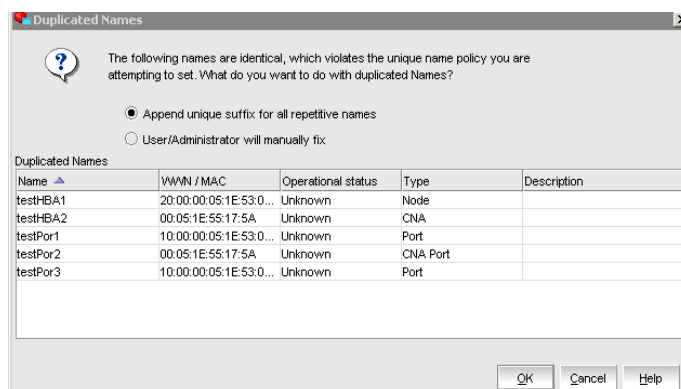 Duplicated Names
The following names are identical, which violates the unique name policy you are
attempting to set. What do you want to do with duplicated Names?
Append unique suffix for all repetitive names
User/Administrator will manually fix
Duplicated Names
Name WWN / MAC Operational status Type Description
testHBA1 20:00:00:05:1E:53:0... Unknown Node
testHBA2 00:05:1E:55:17:5A Unknown CNA
testPor1 10:00:00:05:1E:53:0... Unknown Port
testPor2 00:05:1E:55:17:5A Unknown CNA Port
testPor3 10:00:00:05:1E:53:0... Unknown Port
OK Cancel Help